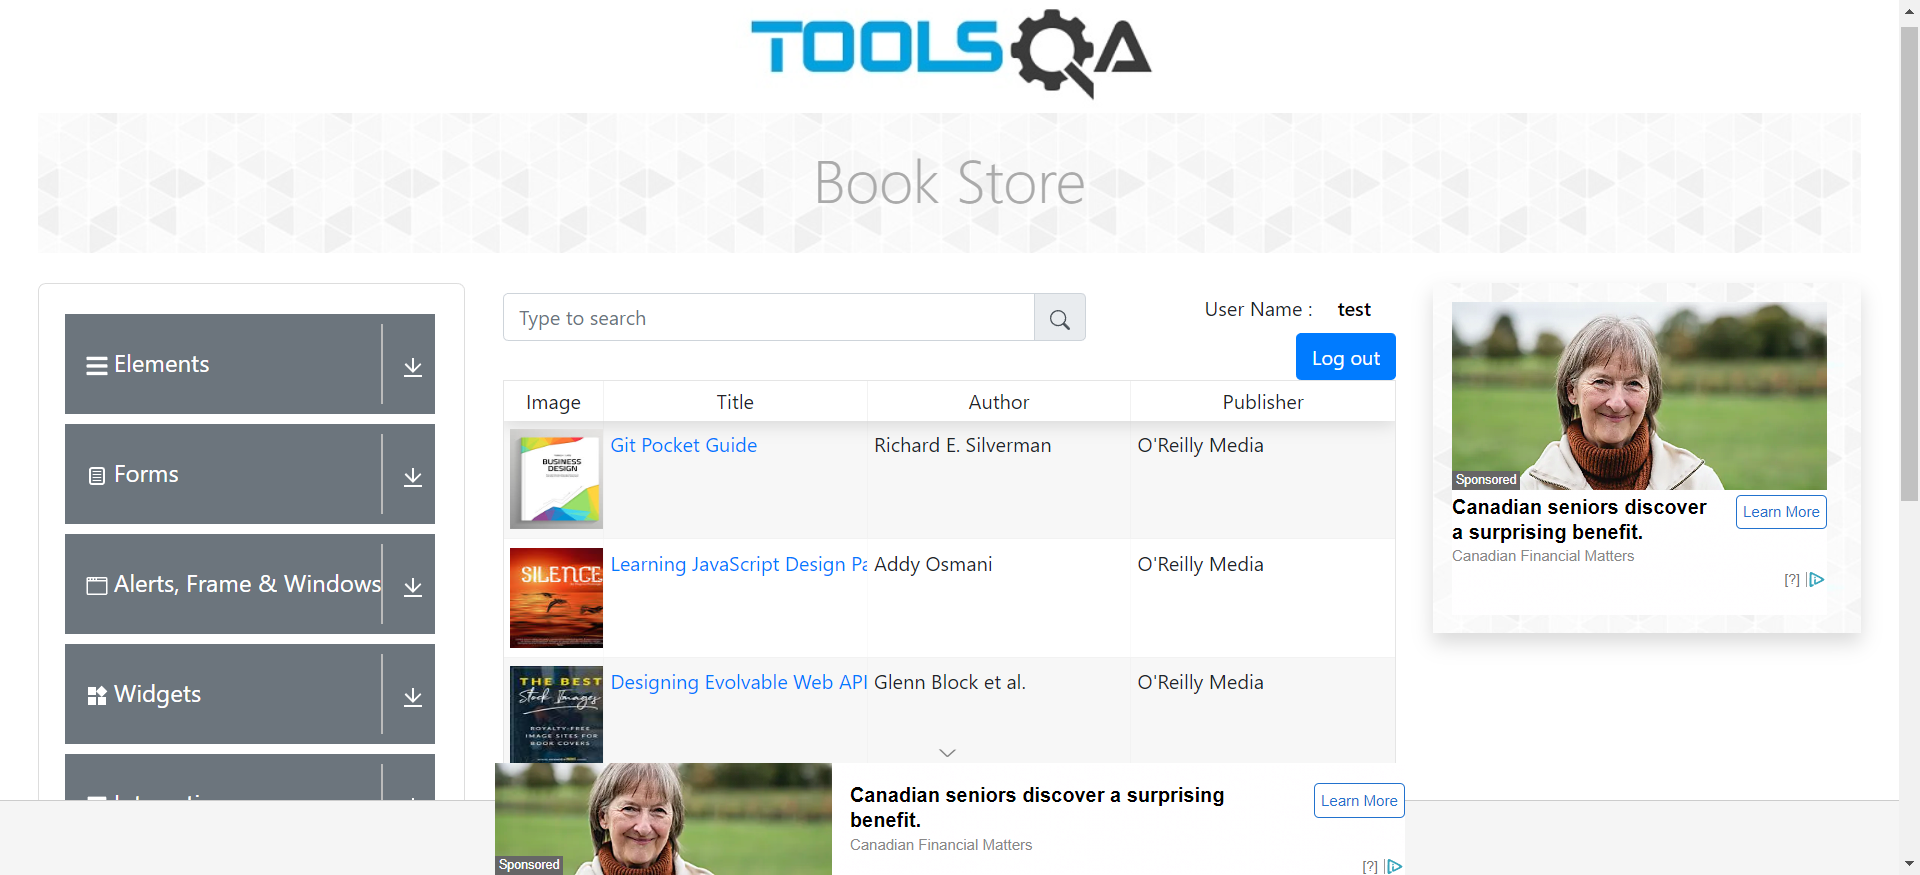 TOOLSQA
Book Store
Elements
Forms
Alerts, Frame & Windows
Widgets
Type to search
User Name : test
Log out
Image Title Author Publisher
BUSINESS
DESIGN
Git Pocket Guide Richard E. Silverman O'Reilly Media
SILENCE
Learning JavaScript Design Pa Addy Osmani O'Reilly Media
THE BEST
Stock Images
ROYALTY-FREE
IMAGE SITES FOR
BOOK COVERS
Designing Evolvable Web API Glenn Block et al. O'Reilly Media
Sponsored
Canadian seniors discover
a surprising benefit.
Learn More
Canadian Financial Matters
[?]
Sponsored
Canadian seniors discover a surprising
benefit.
Learn More
Canadian Financial Matters
[?]